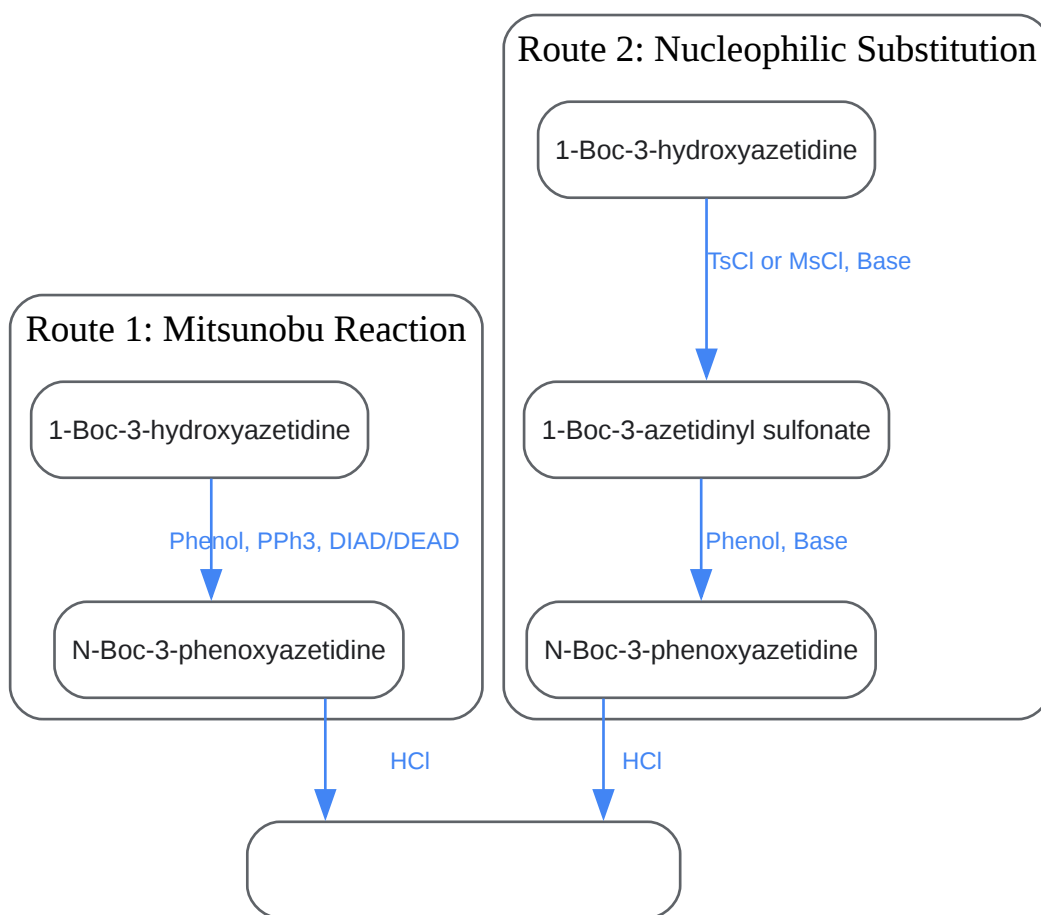 Route 2: Nucleophilic Substitution
1-Boc-3-hydroxyazetidine
TsCl or MsCl, Base
Route 1: Mitsunobu Reaction
1-Boc-3-hydroxyazetidine
1-Boc-3-azetidinyl sulfonate
Phenol, PPh3, DIAD/DEAD
Phenol, Base
N-Boc-3-phenoxyazetidine
N-Boc-3-phenoxyazetidine
HCl
HCl